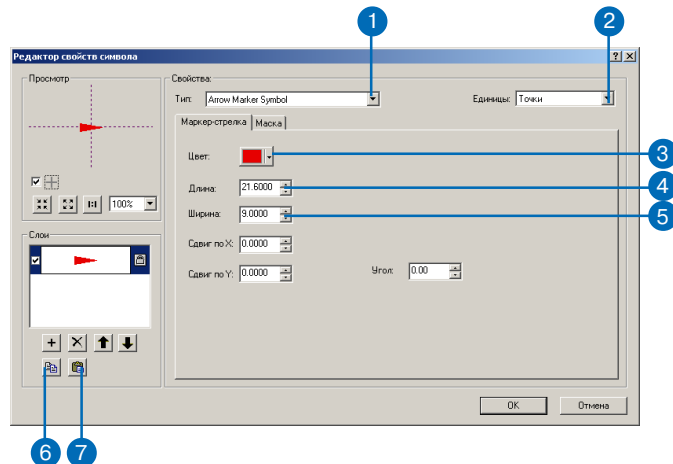 1
2
Редактор свойств символа
Просмотр
100%
Слои
Свойства:
Тип: Arrow Marker Symbol
Единицы: Точки
Маркер-стрелка Маска
Цвет:
3
Длина: 21.6000
4
Ширина: 9.0000
5
Сдвиг по X: 0.0000
Сдвиг по Y: 0.0000
Угол: 0.00
OK Отмена
6
7